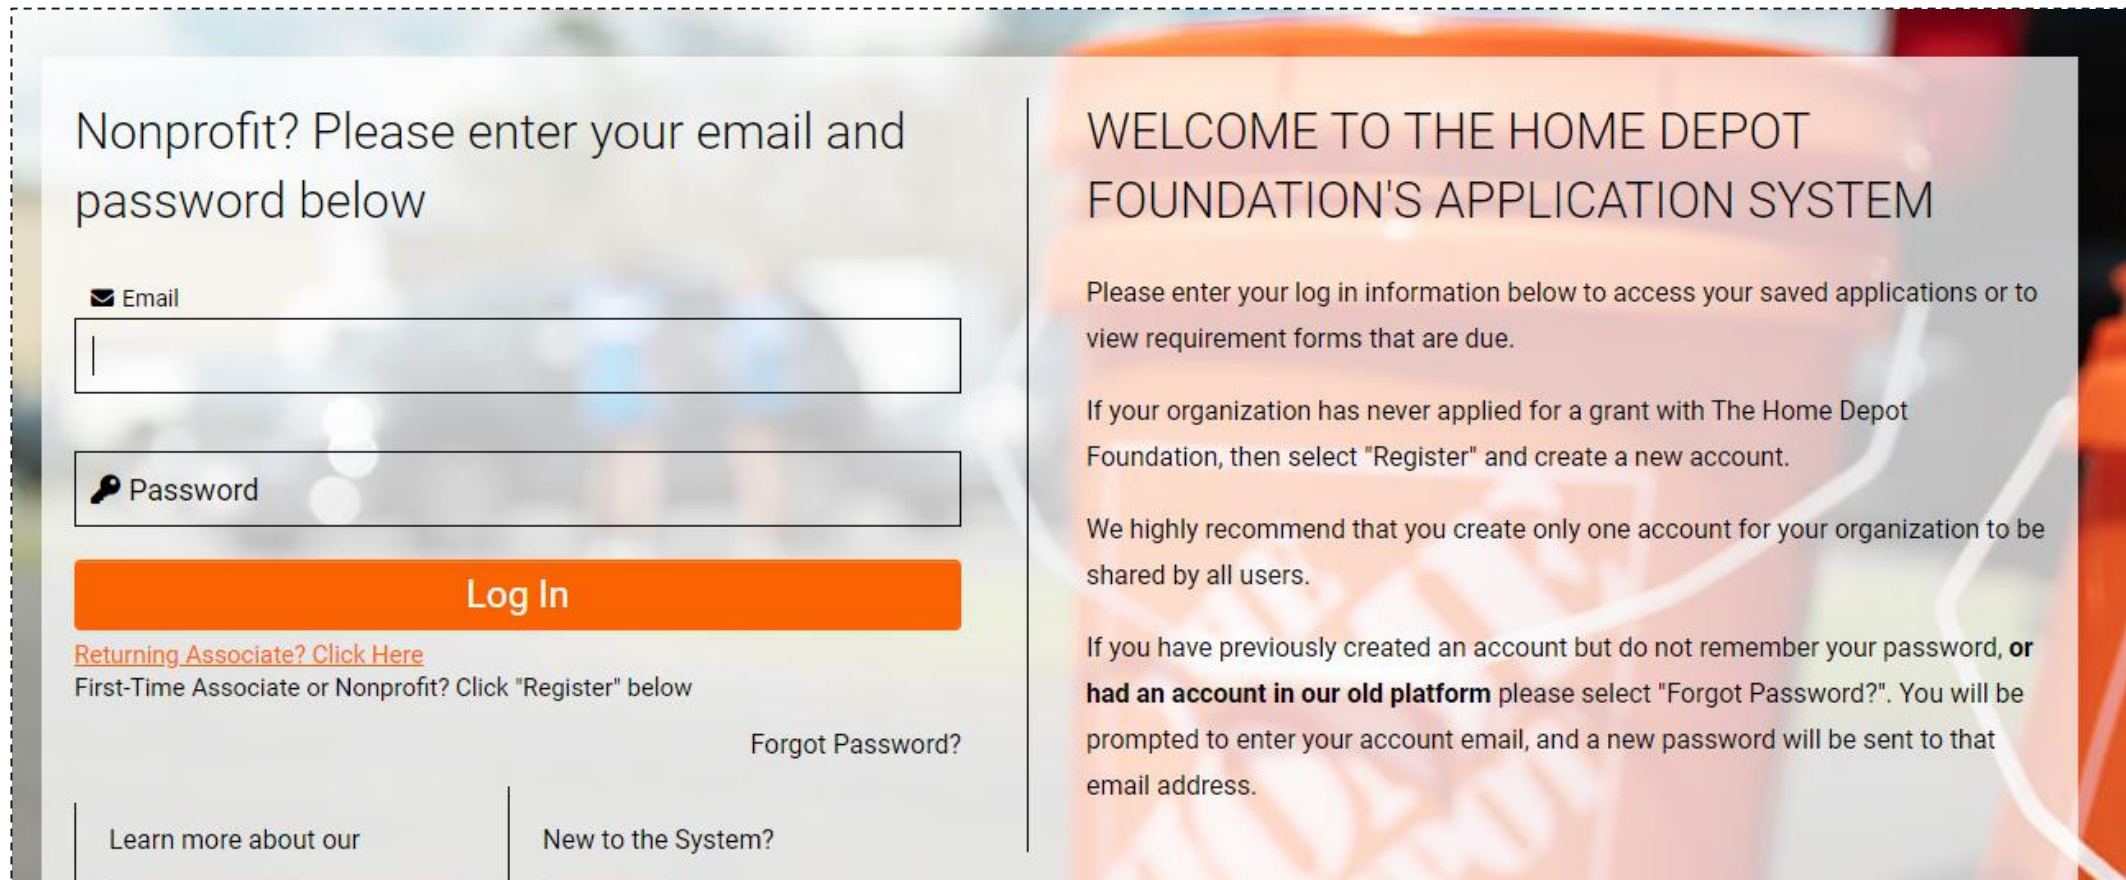 Nonprofit? Please enter your email and
password below
Email
Password
Log In
Returning Associate? Click Here
First-Time Associate or Nonprofit? Click "Register" below
Forgot Password?
Learn more about our
New to the System?
WELCOME TO THE HOME DEPOT
FOUNDATION'S APPLICATION SYSTEM
Please enter your log in information below to access your saved applications or to
view requirement forms that are due.
If your organization has never applied for a grant with The Home Depot
Foundation, then select "Register" and create a new account.
We highly recommend that you create only one account for your organization to be
shared by all users.
If you have previously created an account but do not remember your password, or
had an account in our old platform please select "Forgot Password?". You will be
prompted to enter your account email, and a new password will be sent to that
email address.
THE
HOME
DEPOT